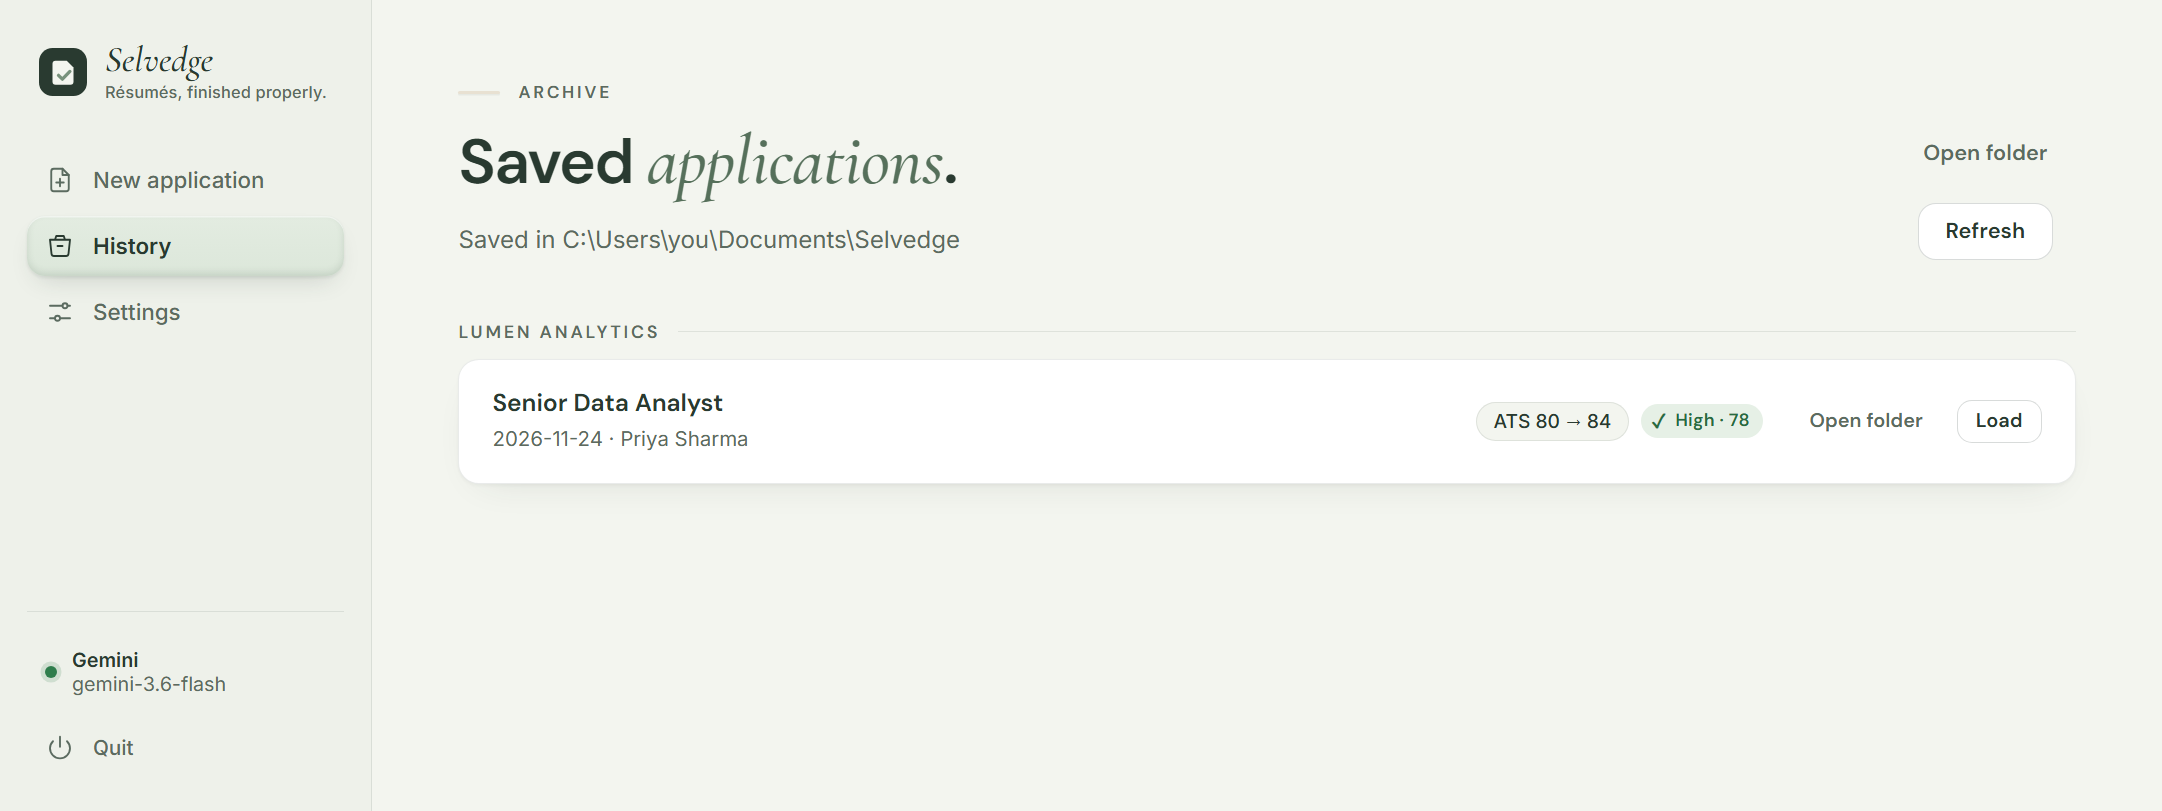 Selvedge
Résumés, finished properly.
New application
History
Settings
Gemini
gemini-3.6-flash
Quit
ARCHIVE
Saved applications.
Saved in C:\Users\you\Documents\Selvedge
Open folder
Refresh
LUMEN ANALYTICS
Senior Data Analyst
2026-11-24 · Priya Sharma
ATS 80 → 84
✓ High · 78
Open folder
Load